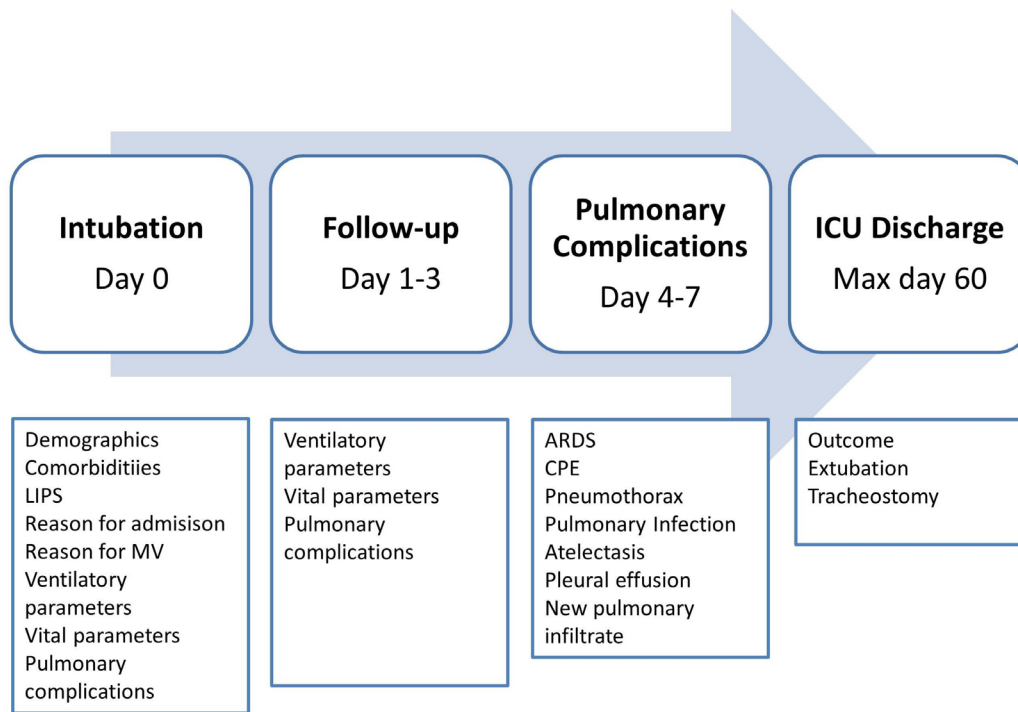 Intubation
Day 0
Follow-up
Day 1-3
Pulmonary
Complications
Day 4-7
ICU Discharge
Max day 60
Demographics
Comorbiditiies
LIPS
Reason for admisison
Reason for MV
Ventilatory
parameters
Vital parameters
Pulmonary
complications
Ventilatory
parameters
Vital parameters
Pulmonary
complications
ARDS
CPE
Pneumothorax
Pulmonary Infection
Atelectasis
Pleural effusion
New pulmonary
infiltrate
Outcome
Extubation
Tracheostomy